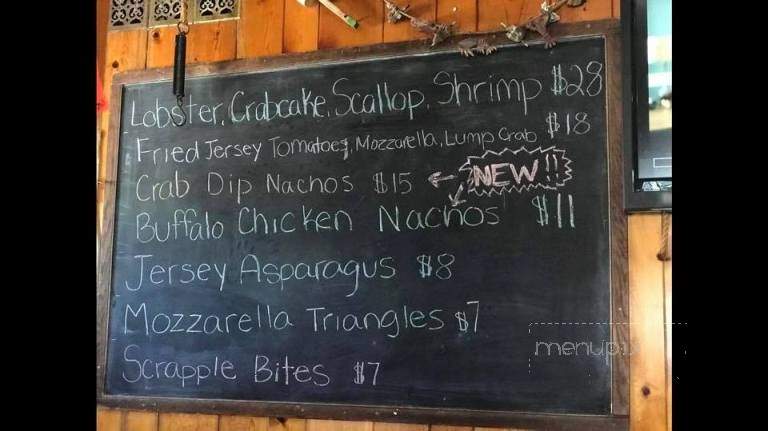 Lobster, Crabcake, Scallop, Shrimp $28
Fried Jersey Tomatoes, Mozzarella, Lump Crab $18
Crab Dip Nachos $15 NEW!!
Buffalo Chicken Nachos $11
Jersey Asparagus $8
Mozzarella Triangles $7
Scrapple Bites $7